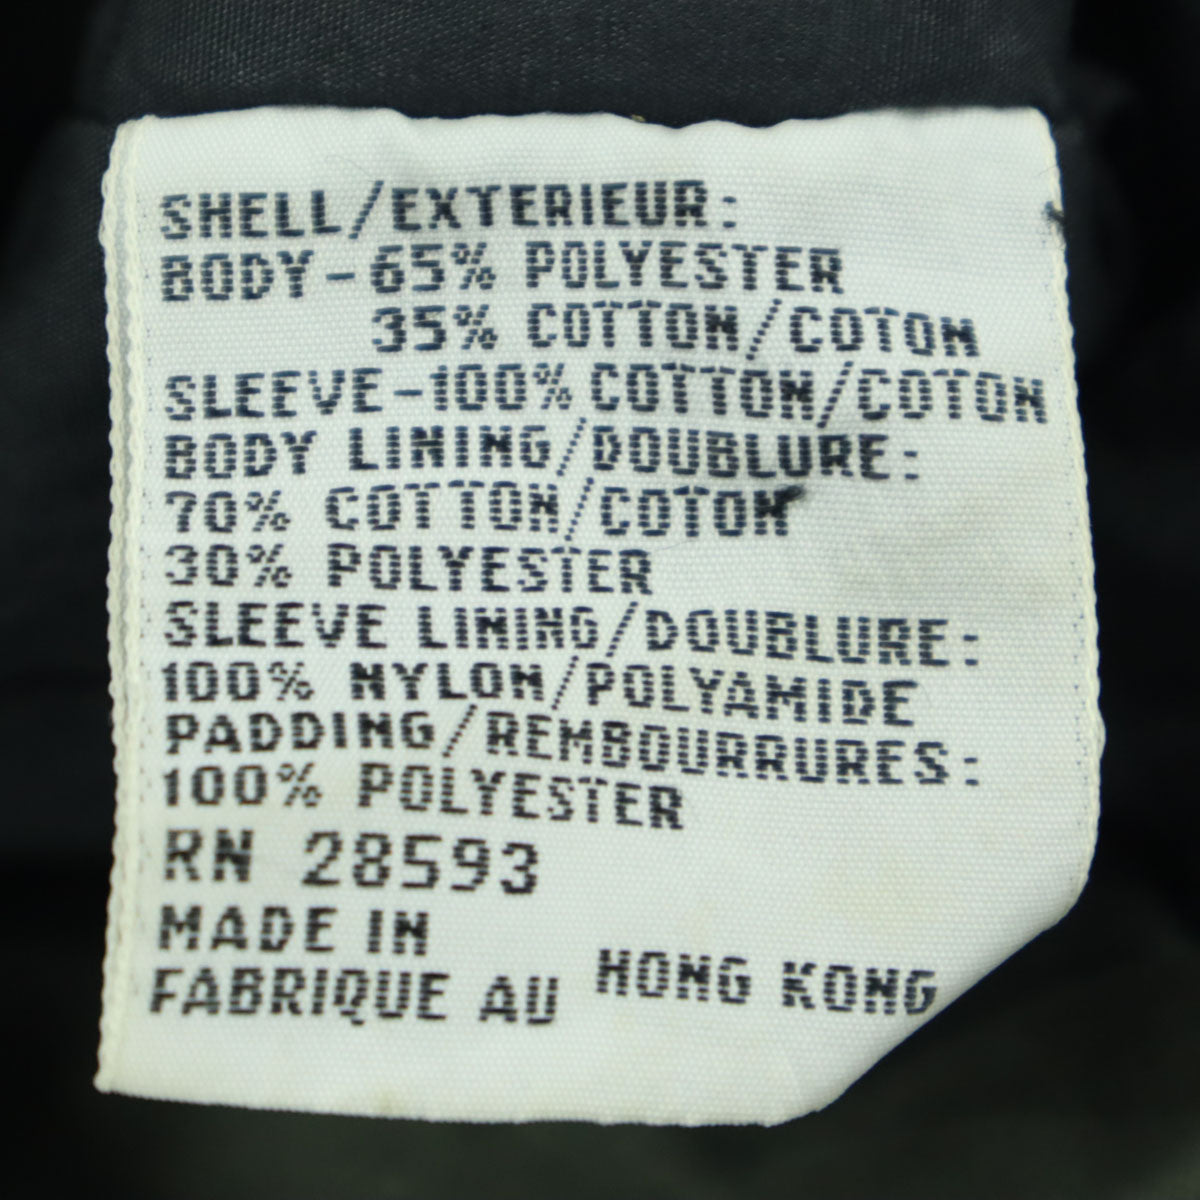 SHELL/EXTERIEUR:
BODY-65% POLYESTER
35% COTTON/COTON
SLEEVE-100% COTTON/COTON
BODY LINING/DOUBLURE:
70% COTTON/COTON
30% POLYESTER
SLEEVE LINING/DOUBLURE:
100% NYLON/POLYAMIDE
PADDING/REMBOURRURES:
100% POLYESTER
RN 28593
MADE IN
FABRIQUE AU HONG KONG